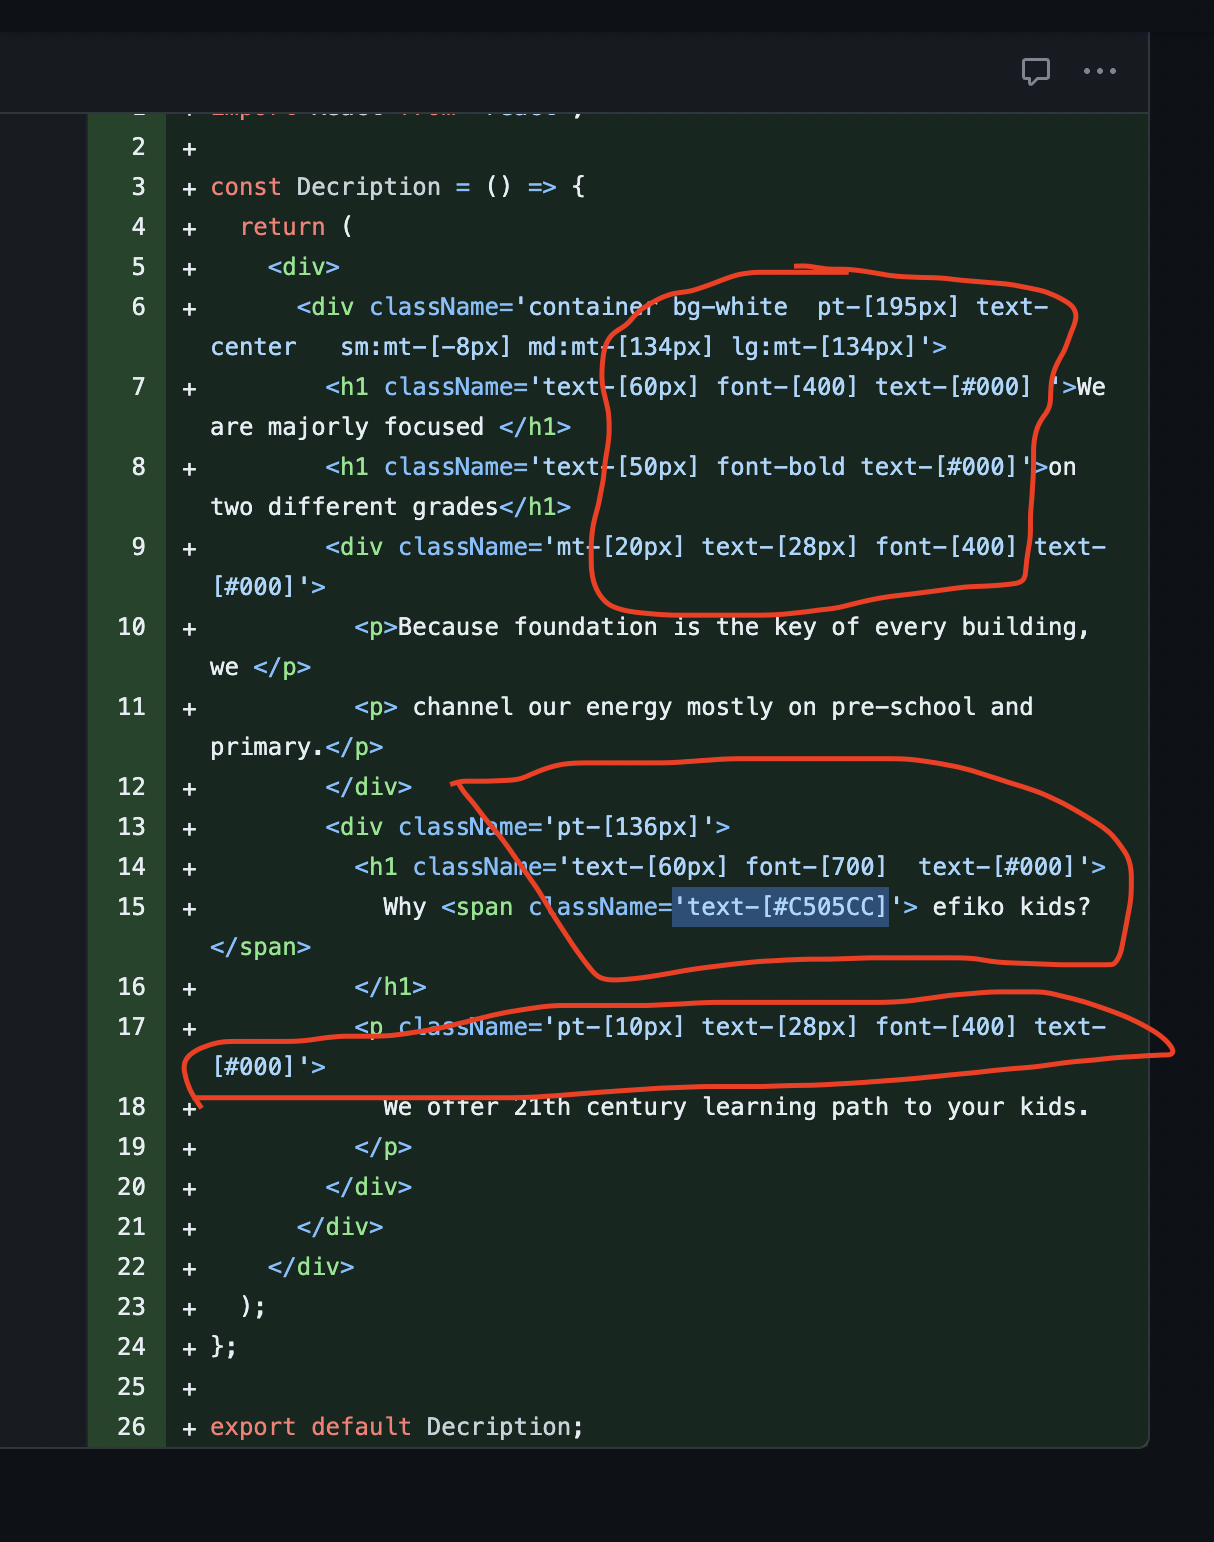 2 +
3 + const Decription = () => {
4 + return (
5 + <div>
6 + <div className='container bg-white  pt-[195px] text-
center   sm:mt-[-8px] md:mt-[134px] lg:mt-[134px]'>
7 + <h1 className='text-[60px] font-[400] text-[#000] '>We
are majorly focused </h1>
8 + <h1 className='text-[50px] font-bold text-[#000]'>on
two different grades</h1>
9 + <div className='mt-[20px] text-[28px] font-[400] text-
[#000]'>
10 + <p>Because foundation is the key of every building,
we </p>
11 + <p> channel our energy mostly on pre-school and
primary.</p>
12 + </div>
13 + <div className='pt-[136px]'>
14 + <h1 className='text-[60px] font-[700]  text-[#000]'>
15 + Why <span className='text-[#C505CC]'> efiko kids?
</span>
16 + </h1>
17 + <p className='pt-[10px] text-[28px] font-[400] text-
[#000]'>
18 + We offer 21th century learning path to your kids.
19 + </p>
20 + </div>
21 + </div>
22 + </div>
23 + );
24 + };
25 +
26 + export default Decription;